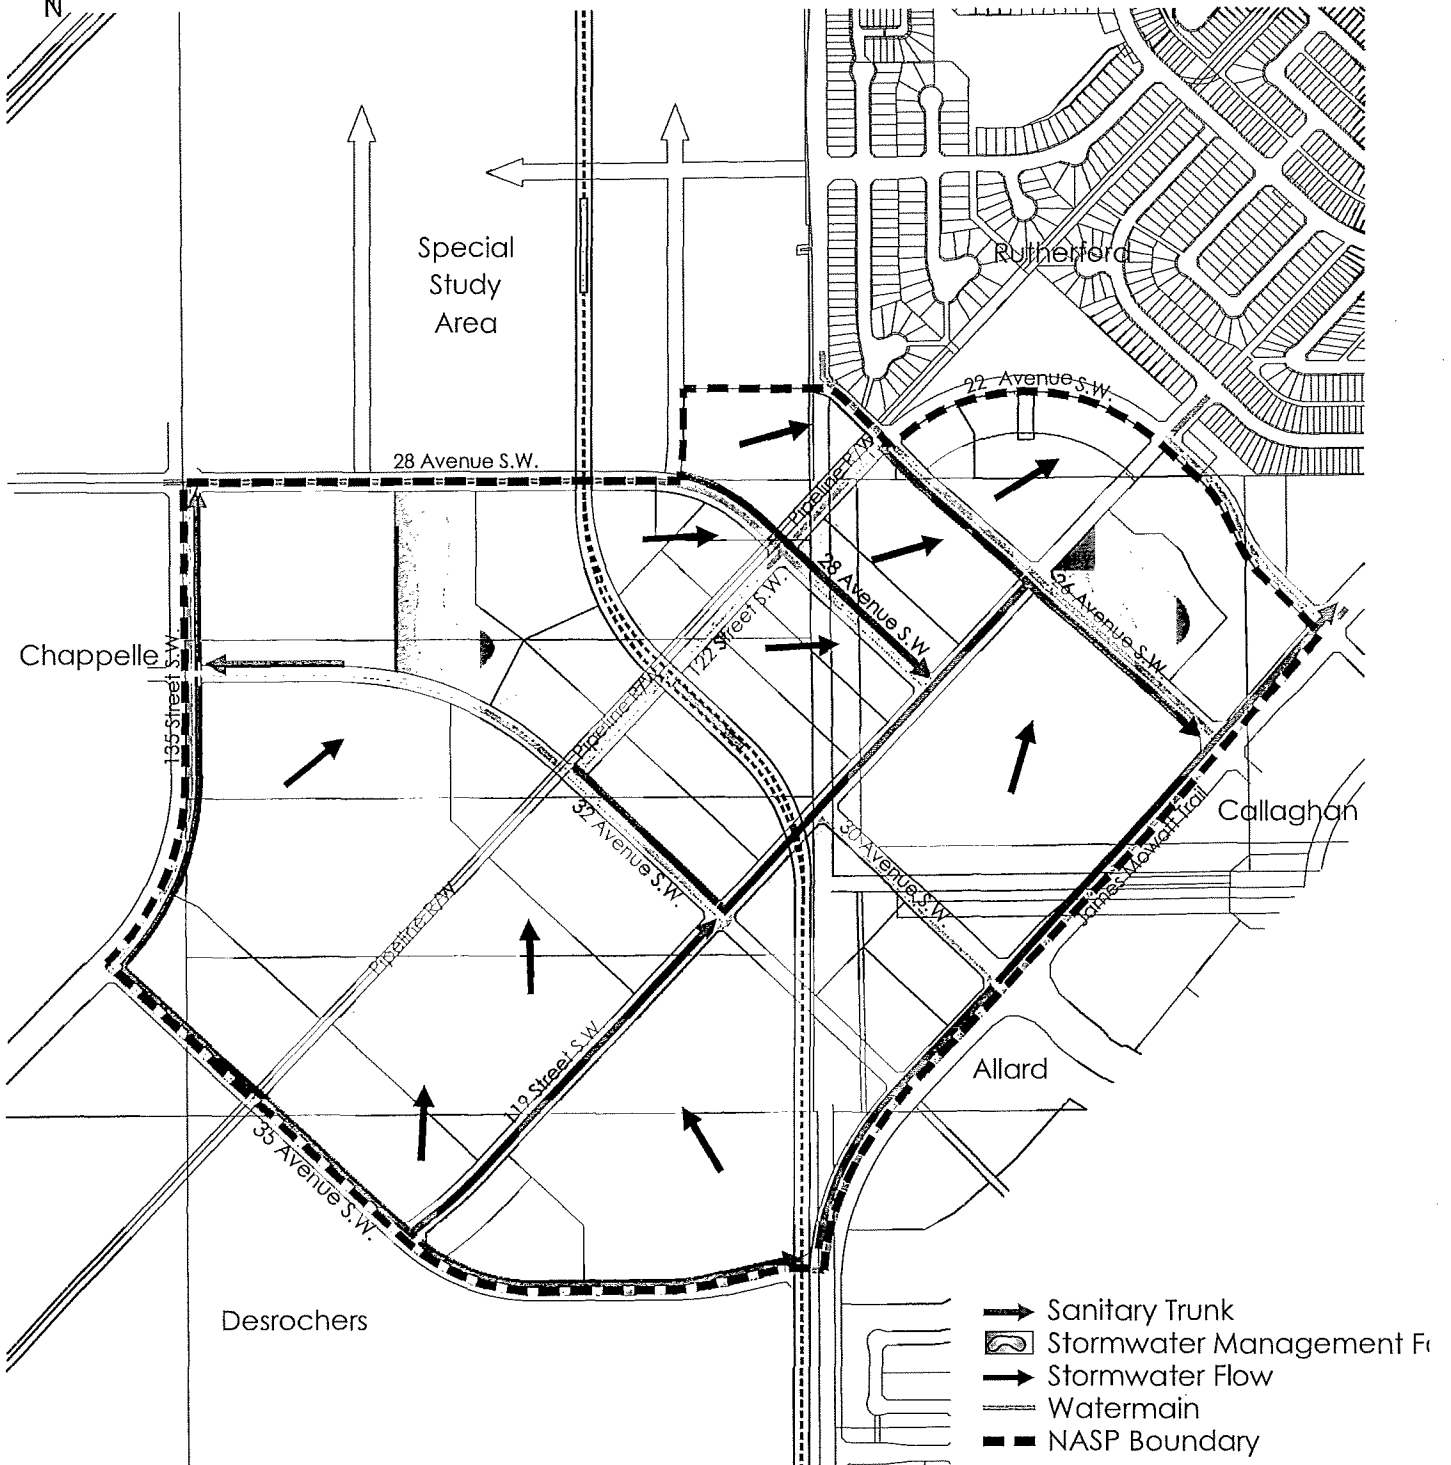 N
Special
Study
Area
Rutherford
22 Avenue S.W.
28 Avenue S.W.
Pipeline R/W
28 Avenue S.W.
122 Street S.W.
26 Avenue S.W.
Chappelle
135 Street S.W.
Pipeline R/W
32 Avenue S.W.
30 Avenue S.W.
James Mowatt Trail
Callaghan
Pipeline R/W
119 Street S.W.
Allard
35 Avenue S.W.
Desrochers
Sanitary Trunk
Stormwater Management F
Stormwater Flow
Watermain
NASP Boundary